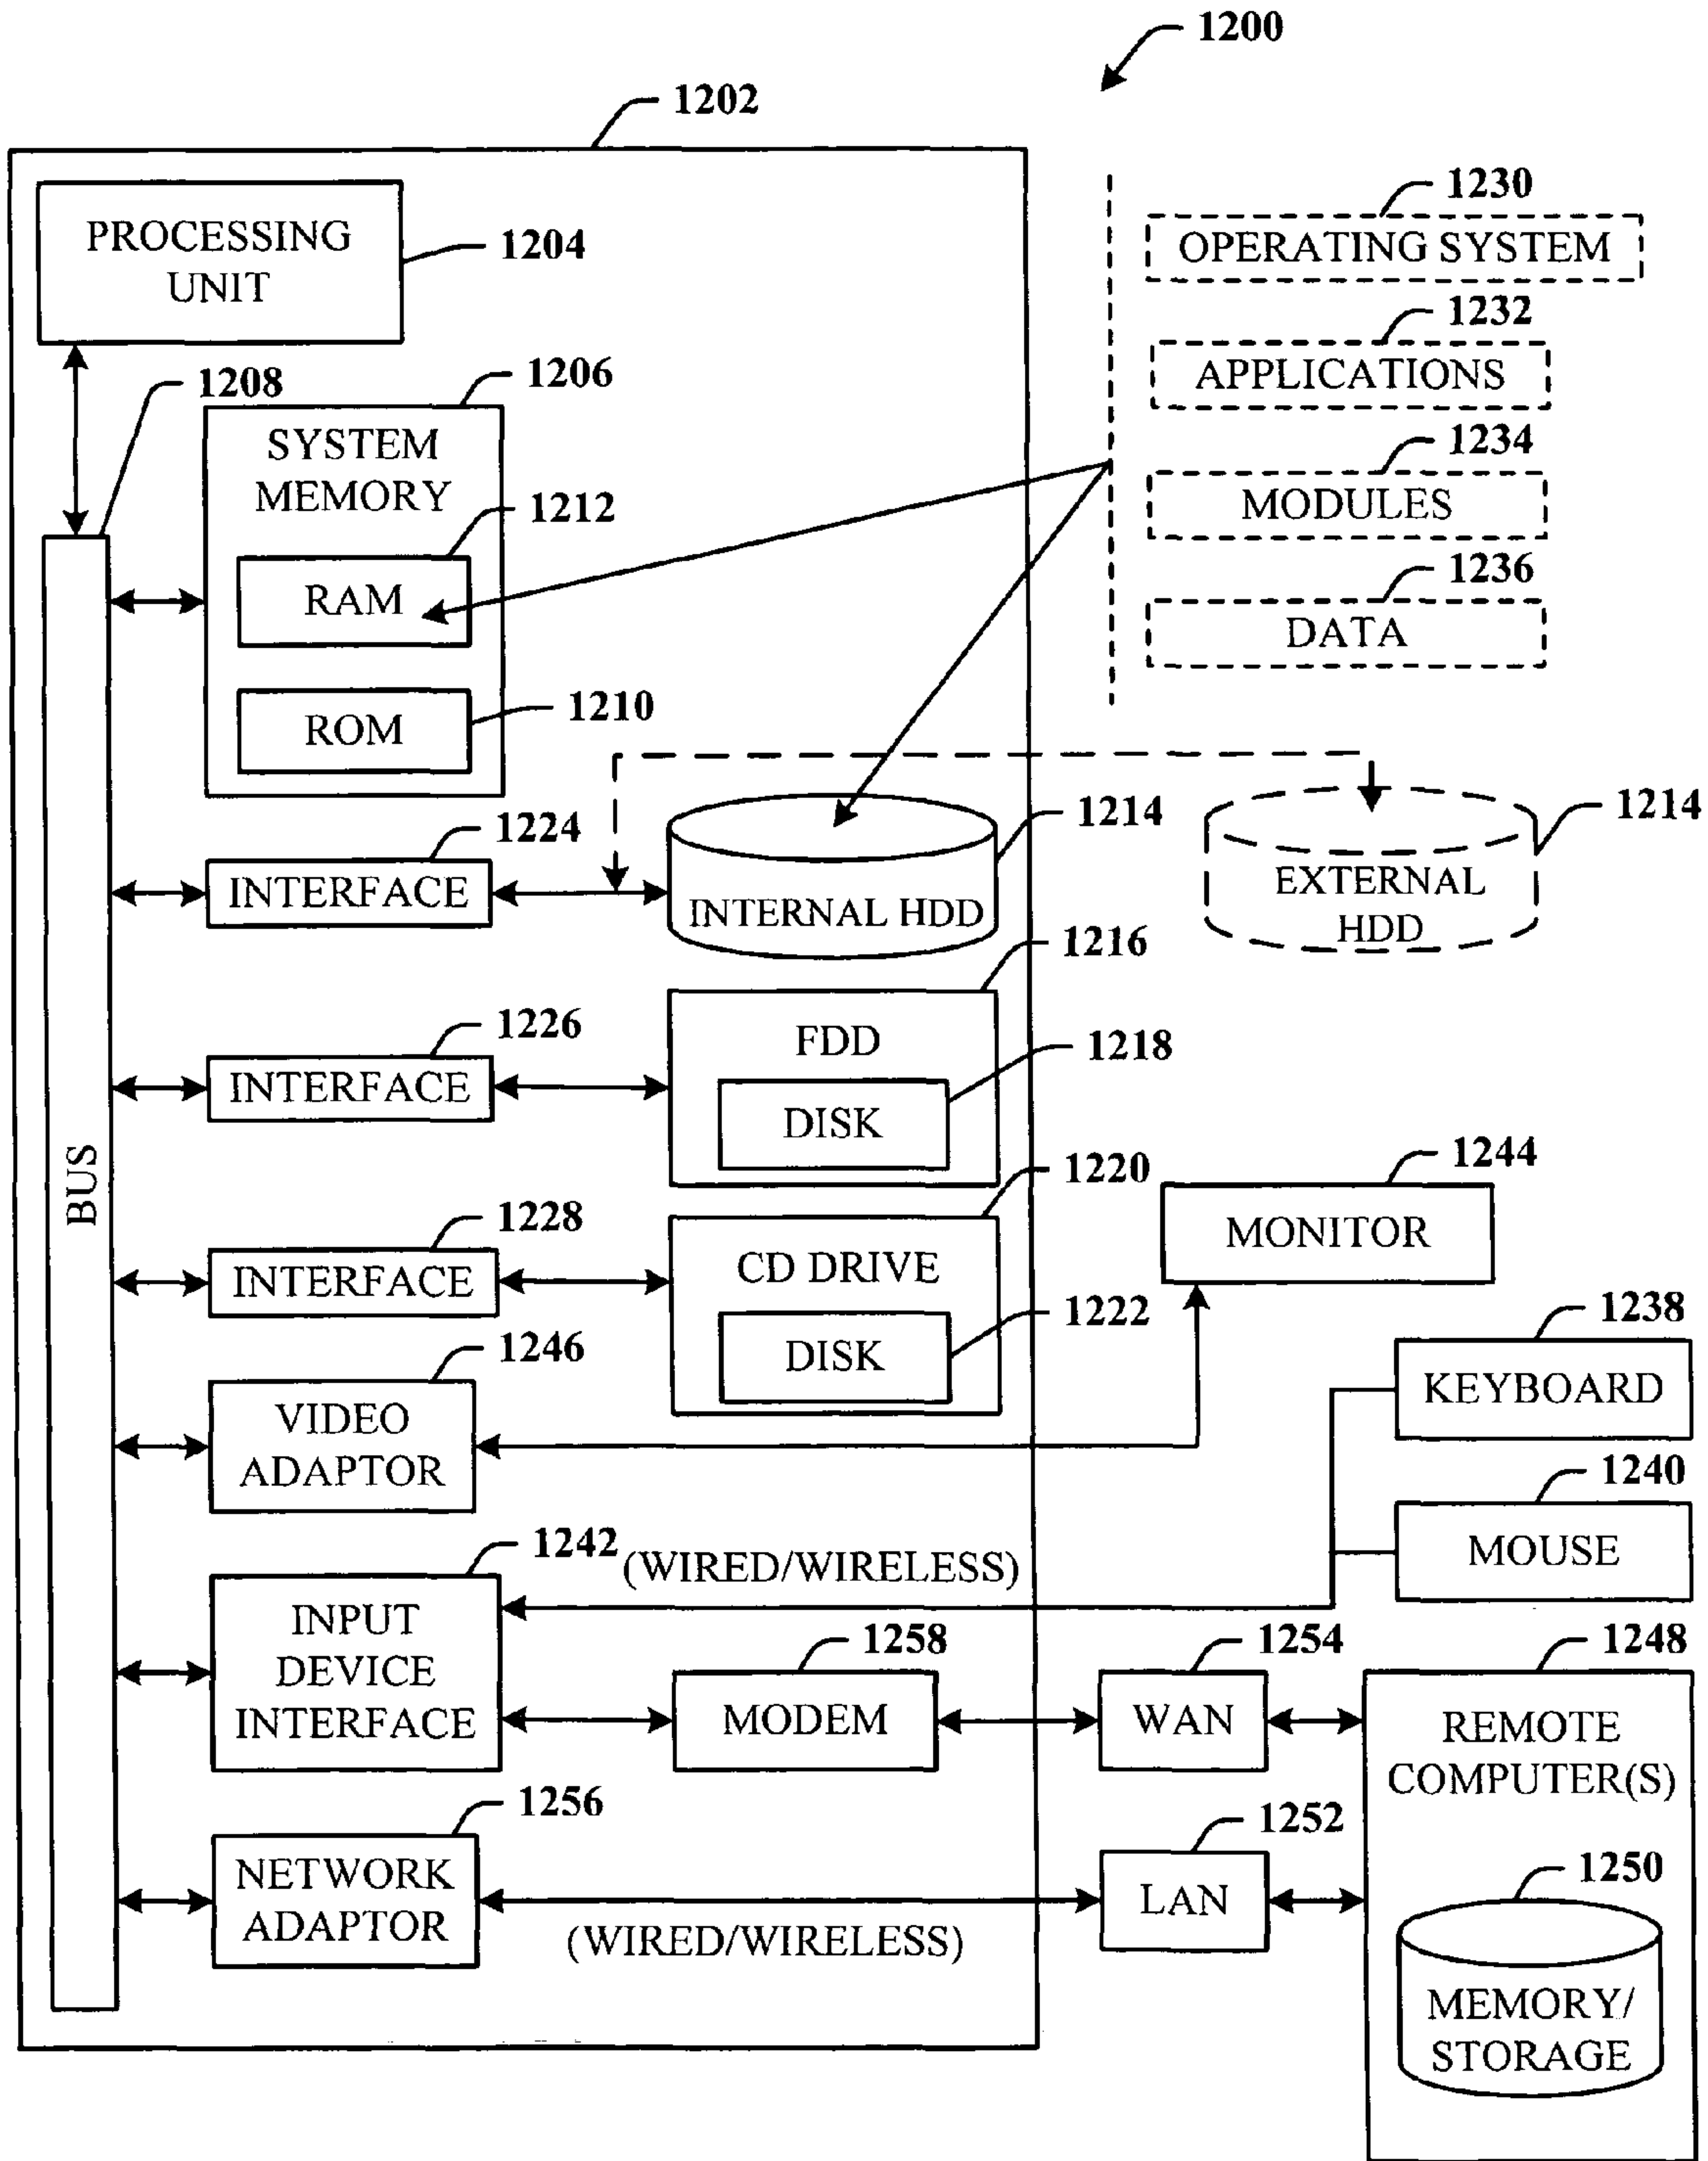 1200
1202
PROCESSING
UNIT
1204
1230
OPERATING SYSTEM
1232
APPLICATIONS
1234
MODULES
1236
DATA
1208
1206
SYSTEM
MEMORY
1212
RAM
1210
ROM
1224
INTERFACE
1214
INTERNAL HDD
1214
EXTERNAL
HDD
1226
INTERFACE
1216
FDD
1218
DISK
BUS
1228
INTERFACE
1220
CD DRIVE
1222
DISK
1244
MONITOR
1246
VIDEO
ADAPTOR
1238
KEYBOARD
1240
MOUSE
1242
(WIRED/WIRELESS)
INPUT
DEVICE
INTERFACE
1258
MODEM
1254
WAN
1248
REMOTE
COMPUTER(S)
1256
NETWORK
ADAPTOR
(WIRED/WIRELESS)
1252
LAN
1250
MEMORY/
STORAGE